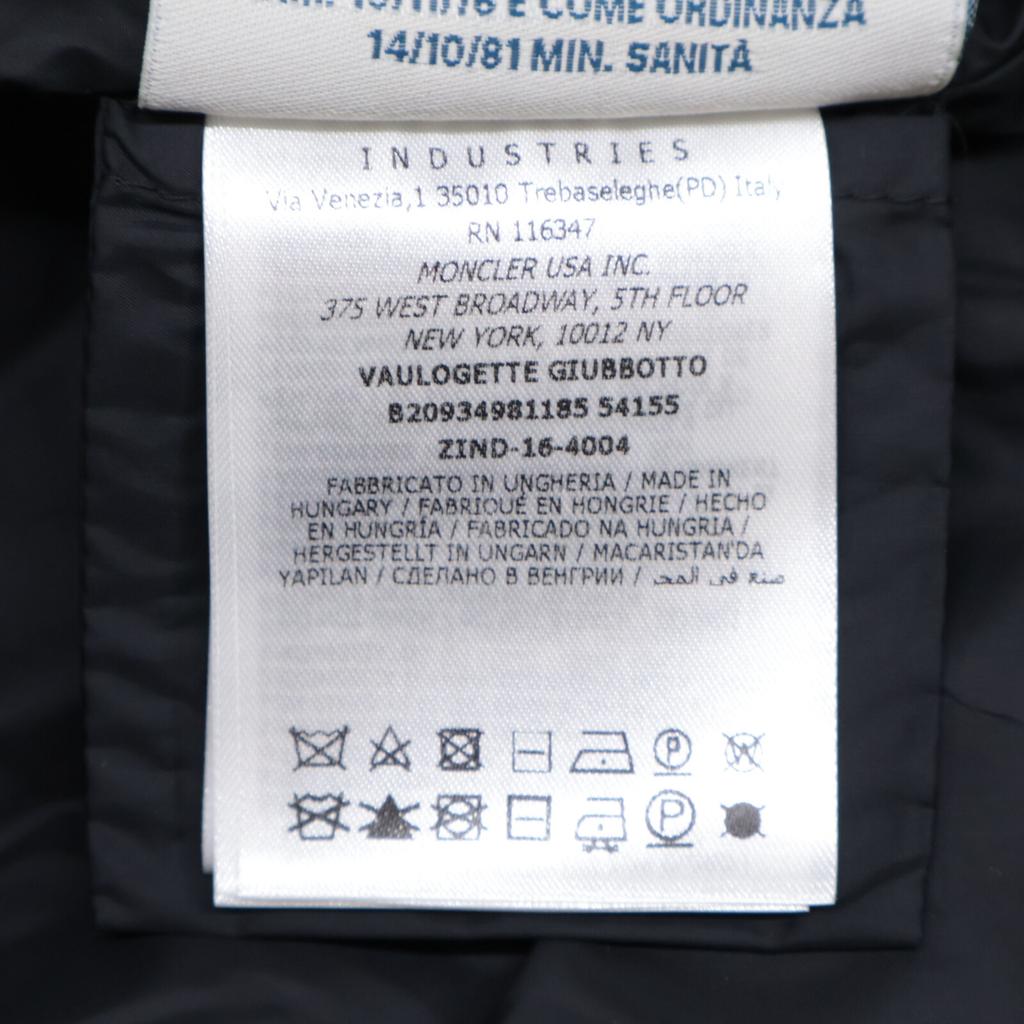 E COME ORDINANZA
14/10/81 MIN. SANITÀ
INDUSTRIES
Via Venezia,1 35010 Trebaseleghe(PD) Italy
RN 116347
MONCLER USA INC.
375 WEST BROADWAY, 5TH FLOOR
NEW YORK, 10012 NY
VAULOGETTE GIUBBOTTO
B20934981185 54155
ZIND-16-4004
FABBRICATO IN UNGHERIA / MADE IN
HUNGARY / FABRIQUÉ EN HONGRIE / HECHO
EN HUNGRÍA / FABRICADO NA HUNGRIA /
HERGESTELLT IN UNGARN / MACARISTAN'DA
YAPILAN / СДЕЛАНО В ВЕНГРИИ / صنع في المجر
P
W
P